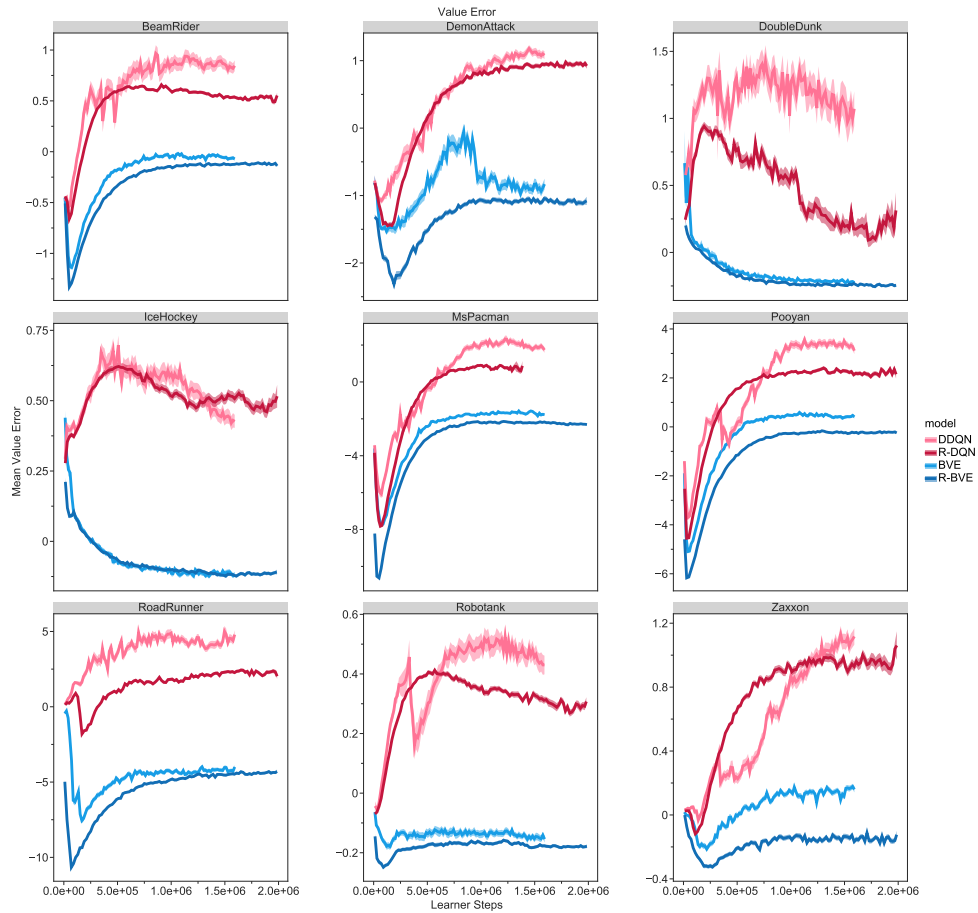 Value Error
BeamRider
DemonAttack
DoubleDunk
1
0.5
0
−0.5
−1
1
0
−1
−2
1.5
1
0.5
0
IceHockey
MsPacman
Pooyan
0.75
0.50
0.25
0
0
−4
−8
4
2
0
−2
−4
−6
Mean Value Error
model
DDQN
R-DQN
BVE
R-BVE
RoadRunner
Robotank
Zaxxon
5
0
−5
−10
0.6
0.4
0.2
0
−0.2
1.2
0.8
0.4
0
−0.4
0.0e+00 5.0e+05 1.0e+06 1.5e+06 2.0e+06
0.0e+00 5.0e+05 1.0e+06 1.5e+06 2.0e+06
0.0e+00 5.0e+05 1.0e+06 1.5e+06 2.0e+06
Learner Steps